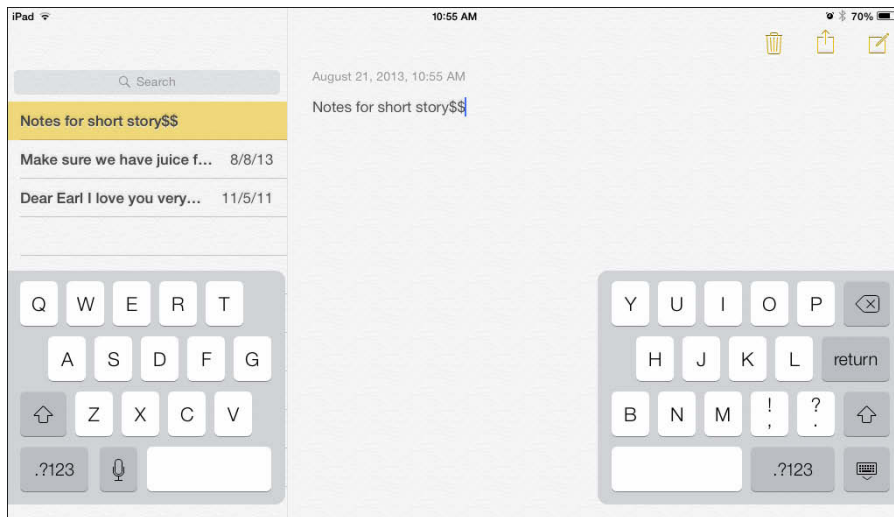 iPad 10:55 AM 70%
Search
August 21, 2013, 10:55 AM
Notes for short story$$
Notes for short story$$
Make sure we have juice f... 8/8/13
Dear Earl I love you very... 11/5/11
Q W E R T Y U I O P
A S D F G H J K L return
Z X C V B N M ! , ? .
.?123 .?123